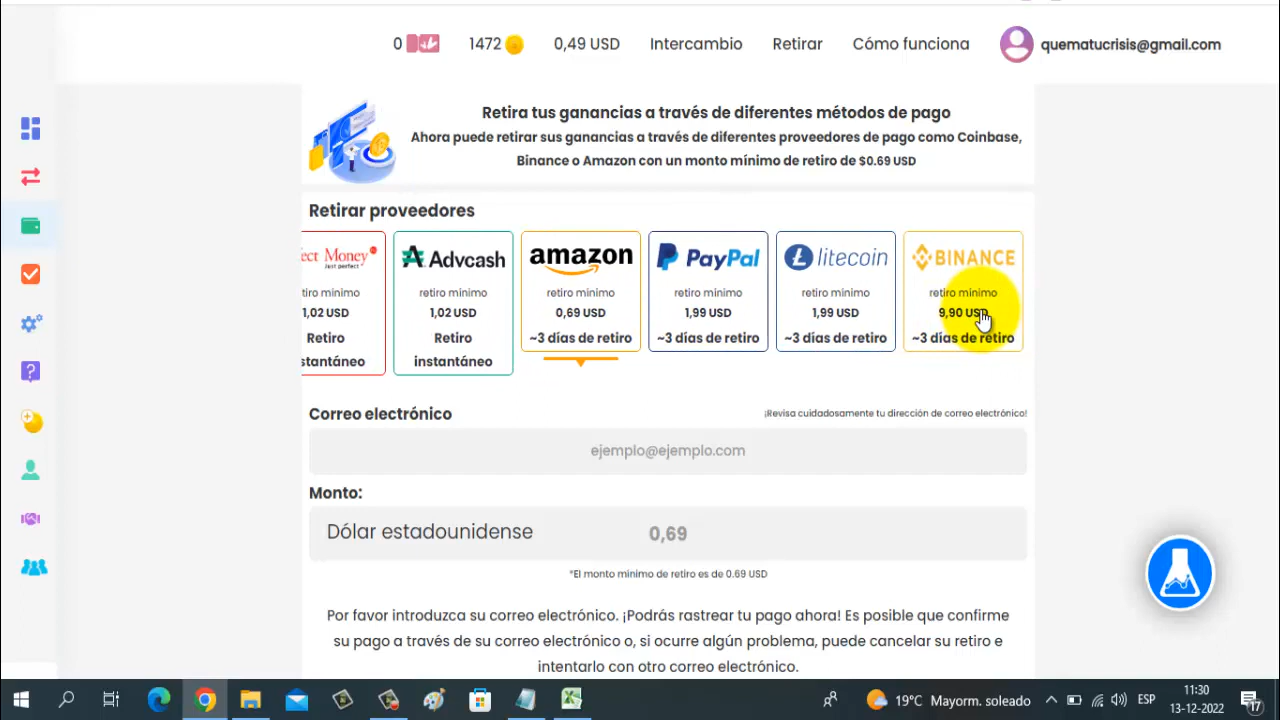 0
1472
0,49 USD
Intercambio
Retirar
Cómo funciona
quematucrisis@gmail.com
Retira tus ganancias a través de diferentes métodos de pago
Ahora puede retirar sus ganancias a través de diferentes proveedores de pago como Coinbase,
Binance o Amazon con un monto mínimo de retiro de $0.69 USD
Retirar proveedores
ect Money
Just perfect
tiro mínimo
1,02 USD
Retiro
stantáneo
Advcash
retiro mínimo
1,02 USD
Retiro
instantáneo
amazon
retiro mínimo
0,69 USD
~3 días de retiro
PayPal
retiro mínimo
1,99 USD
~3 días de retiro
litecoin
retiro mínimo
1,99 USD
~3 días de retiro
BINANCE
retiro mínimo
9,90 USD
~3 días de retiro
Correo electrónico
¡Revisa cuidadosamente tu dirección de correo electrónico!
ejemplo@ejemplo.com
Monto:
Dólar estadounidense
0,69
*El monto mínimo de retiro es de 0.69 USD
Por favor introduzca su correo electrónico. ¡Podrás rastrear tu pago ahora! Es posible que confirme
su pago a través de su correo electrónico o, si ocurre algún problema, puede cancelar su retiro e
intentarlo con otro correo electrónico.
19°C Mayorm. soleado
ESP
11:30
13-12-2022
17